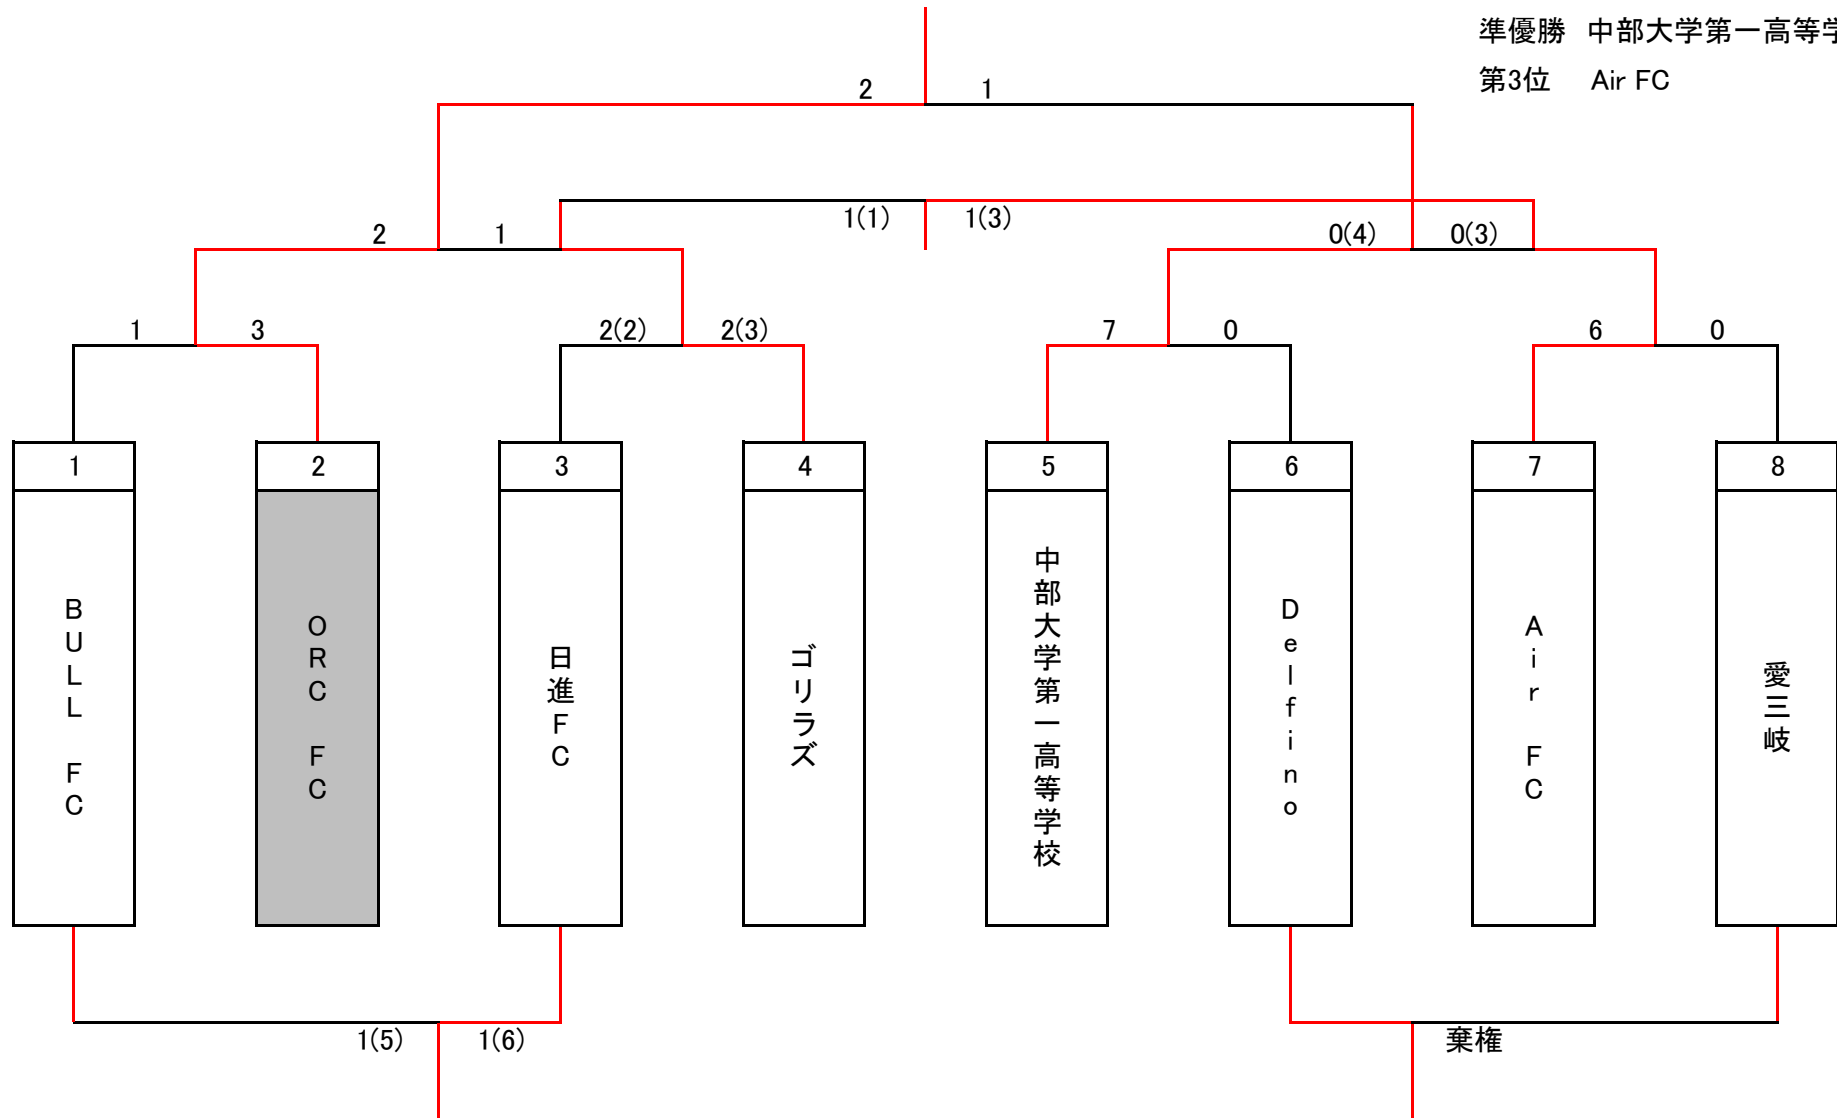 準優勝 中部大学第一高等学
第3位 Air FC
2 1
1(1) 1(3)
2 1 0(4) 0(3)
1 3 2(2) 2(3) 7 0 6 0
1 2 3 4 5 6 7 8
BULL FC
ORC FC
日進FC
ゴリラズ
中部大学第一高等学校
Delfino
Air FC
愛三岐
1(5) 1(6) 棄権